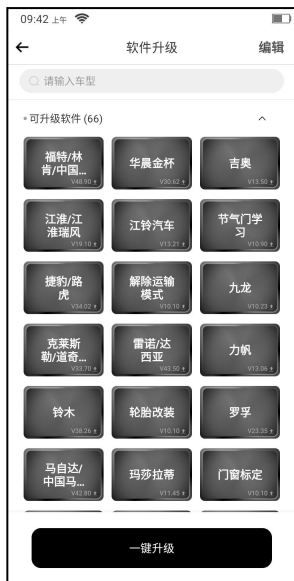 09:42 上午
软件升级
编辑
请输入车型
可升级软件 (66)
福特/林
肯/中国...
V48.90
华晨金杯
V30.62
吉奥
V13.50
江淮/江
淮瑞风
V19.10
江铃汽车
V13.21
节气门学
习
V10.90
捷豹/路
虎
V34.02
解除运输
模式
V10.10
九龙
V10.23
克莱斯
勒/道奇...
V33.70
雷诺/达
西亚
V43.50
力帆
V13.06
铃木
V38.26
轮胎改装
V10.10
罗孚
V23.35
马自达/
中国马...
V42.80
玛莎拉蒂
V11.45
门窗标定
V10.10
一键升级